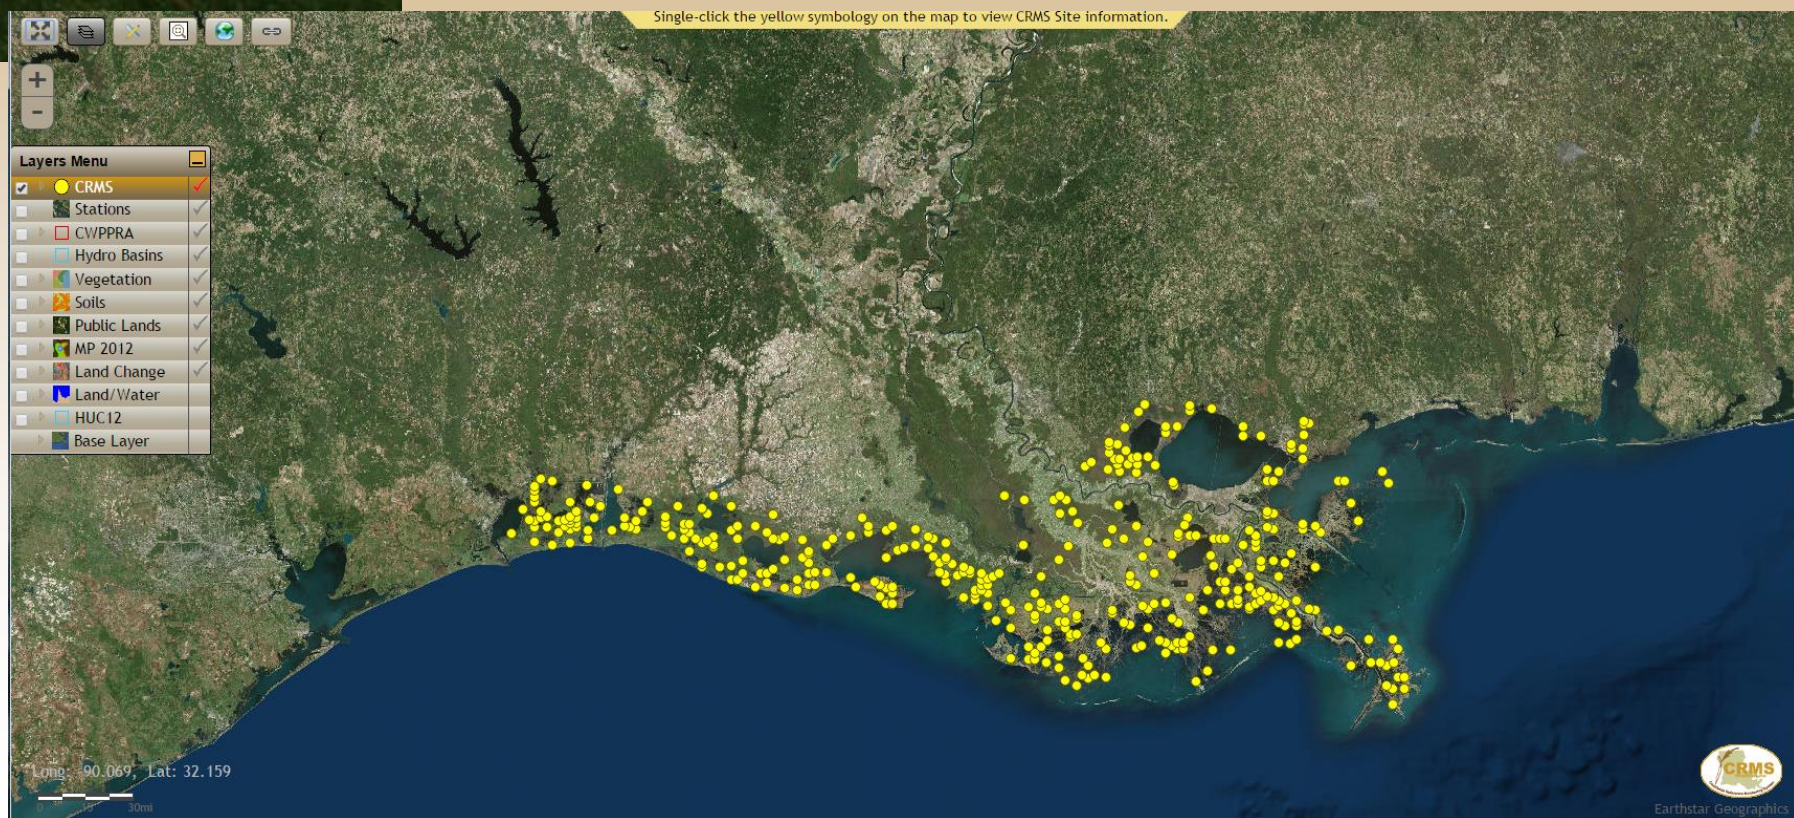 Single-click the yellow symbology on the map to view CRMS Site information.
+
-
Layers Menu
CRMS
Stations
CWPPRA
Hydro Basins
Vegetation
Soils
Public Lands
MP 2012
Land Change
Land/Water
HUC12
Base Layer
Long: -90.069, Lat: 32.159
0 15 30mi
CRMS
Earthstar Geographics